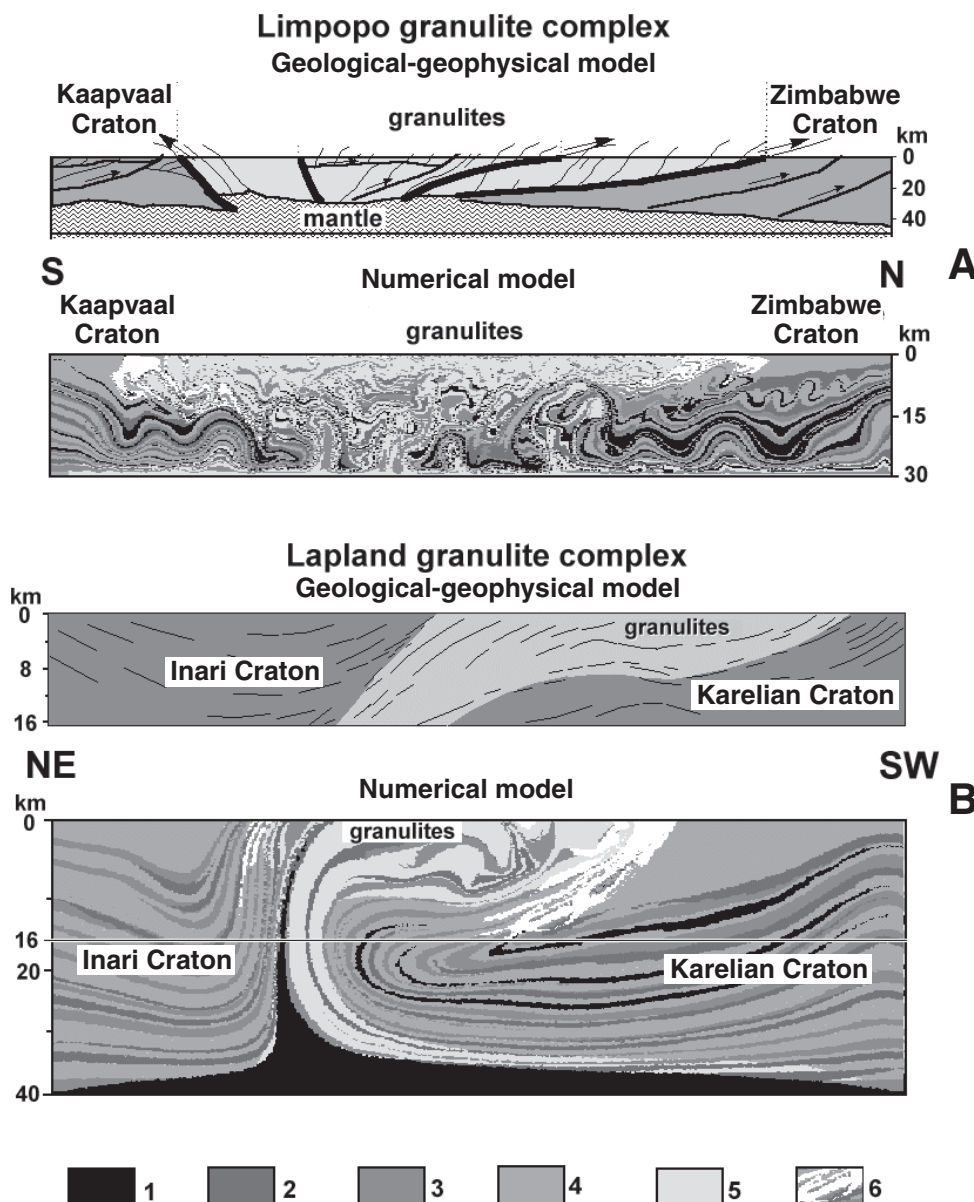 Limpopo granulite complex
Geological-geophysical model
Kaapvaal
Craton
granulites
Zimbabwe
Craton
km
0
20
40
mantle
S
N
A
Numerical model
Kaapvaal
Craton
granulites
Zimbabwe
Craton
km
0
15
30
Lapland granulite complex
Geological-geophysical model
km
0
8
16
granulites
Inari Craton
Karelian Craton
NE
SW
B
Numerical model
km
0
16
20
40
granulites
Inari Craton
Karelian Craton
1 2 3 4 5 6